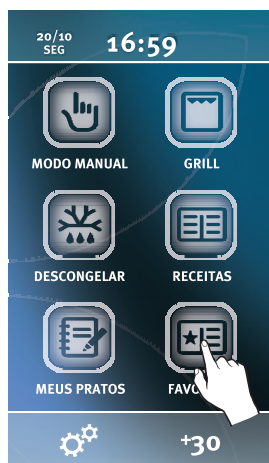 20/10
SEG
16:59
MODO MANUAL
GRILL
DESCONGELAR
RECEITAS
MEUS PRATOS
+30